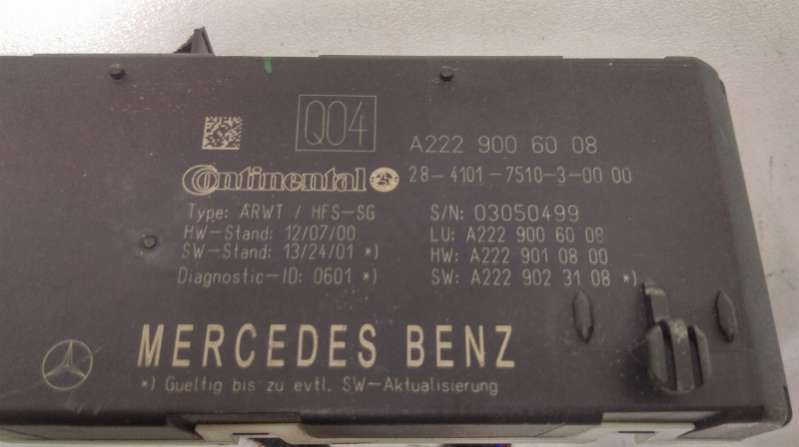 Q04
A222 900 60 08
Continental 28-4101-7510-3-00 00
Type: ARWT / HFS-SG
HW-Stand: 12/07/00
SW-Stand: 13/24/01 *)
Diagnostic-ID: 0601 *)
S/N: 03050499
LU: A222 900 60 08
HW: A222 901 08 00
SW: A222 902 31 08 *)
MERCEDES BENZ
*) Gueltig bis zu evtl. SW-Aktualisierung